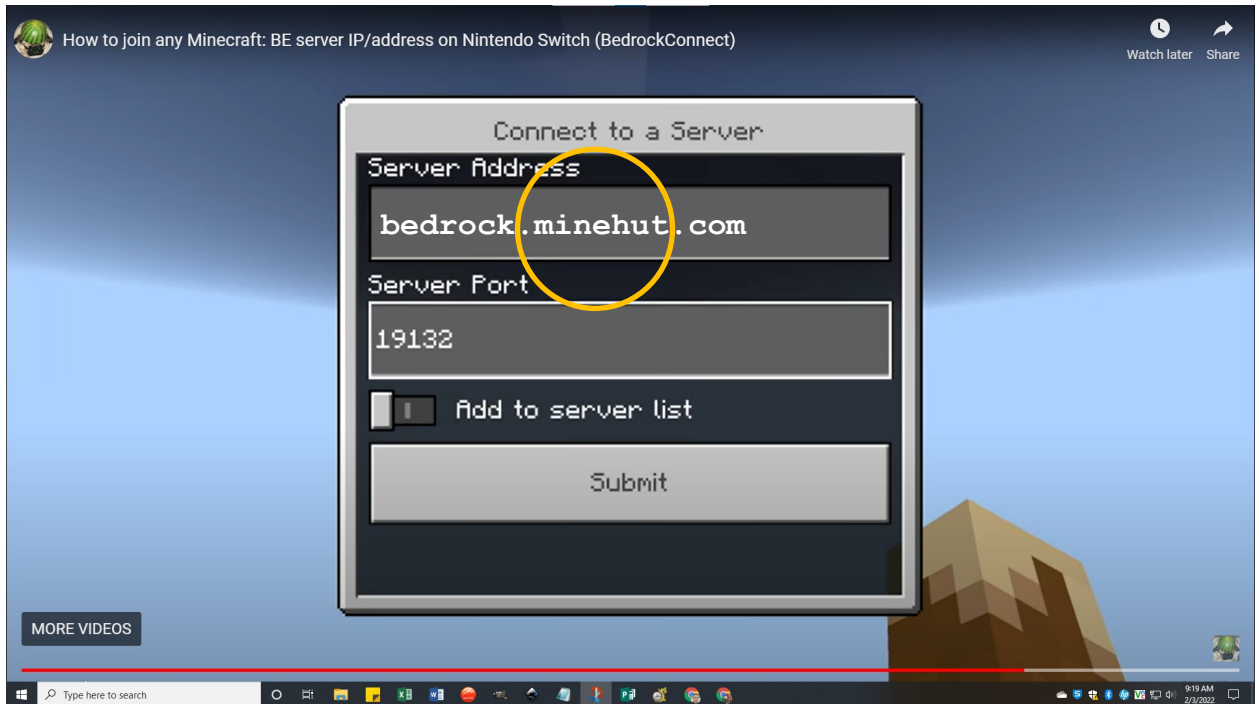 How to join any Minecraft: BE server IP/address on Nintendo Switch (BedrockConnect)
Watch later
Share
Connect to a Server
Server Address
bedrock.minehut.com
Server Port
19132
Add to server list
Submit
MORE VIDEOS
Type here to search
9:19 AM
2/3/2022